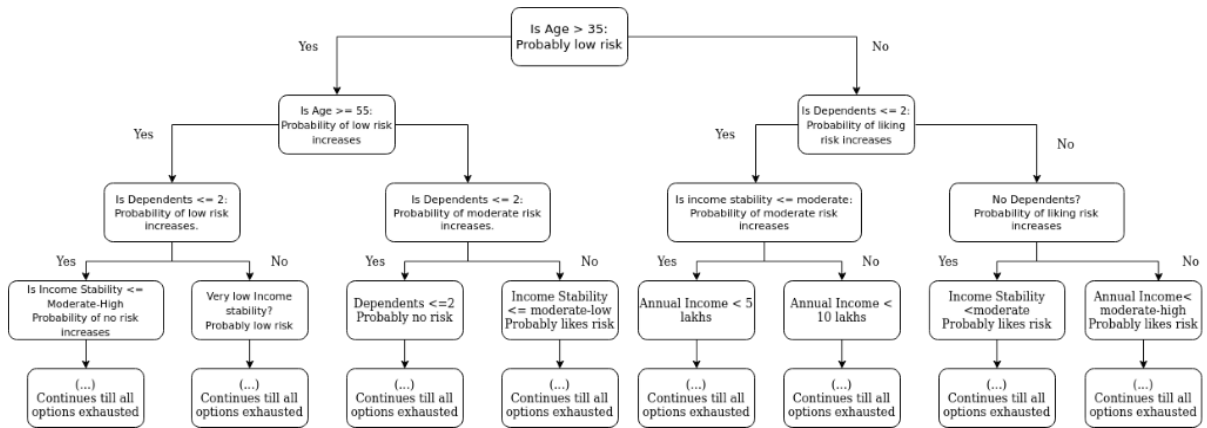 Is Age > 35:
Probably low risk
Yes
No
Is Age >= 55:
Probability of low risk
increases
Is Dependents <= 2:
Probability of liking
risk increases
Yes
No
Yes
No
Is Dependents <= 2:
Probability of low risk
increases.
Is Dependents <= 2:
Probability of moderate risk
increases.
Is income stability <= moderate:
Probability of moderate risk
increases
No Dependents?
Probability of liking risk
increases
Yes
No
Yes
No
Yes
No
Yes
No
Is Income Stability <=
Moderate-High
Probability of no risk
increases
Very low Income
stability?
Probably low risk
Dependents <=2
Probably no risk
Income Stability
<= moderate-low
Probably likes risk
Annual Income < 5
lakhs
Annual Income <
10 lakhs
Income Stability
<moderate
Probably likes risk
Annual Income<
moderate-high
Probably likes risk
(...)
Continues till all
options exhausted
(...)
Continues till all
options exhausted
(...)
Continues till all
options exhausted
(...)
Continues till all
options exhausted
(...)
Continues till all
options exhausted
(...)
Continues till all
options exhausted
(...)
Continues till all
options exhausted
(...)
Continues till all
options exhausted